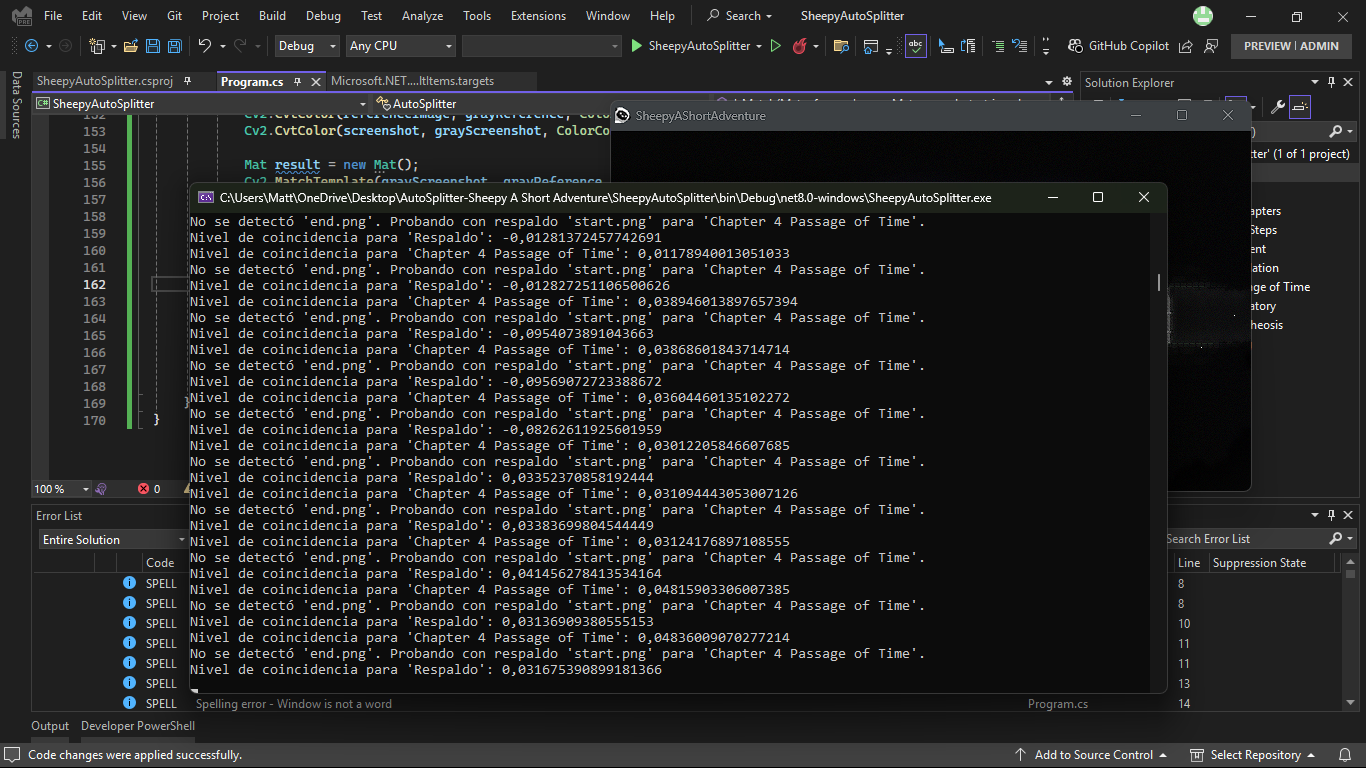 File Edit View Git Project Build Debug Test Analyze Tools Extensions Window Help Search SheepyAutoSplitter
Debug Any CPU SheepyAutoSplitter GitHub Copilot PREVIEW | ADMIN
Data Sources
SheepyAutoSplitter.csproj Program.cs Microsoft.NET....ItItems.targets
Solution Explorer
SheepyAutoSplitter AutoSplitter
SheepyAShortAdventure
153 Cv2.CvtColor(screenshot, grayScreenshot, ColorCo
154
155 Mat result = new Mat();
156 Cv2.MatchTemplate(grayScreenshot, grayReference,
157
158
159
160
161
162
163
164
165
166
167
168
169 }
170 }
tter' (1 of 1 project)
apters
Steps
ent
lation
ge of Time
atory
heosis
C:\Users\Matt\OneDrive\Desktop\AutoSplitter-Sheepy A Short Adventure\SheepyAutoSplitter\bin\Debug\net8.0-windows\SheepyAutoSplitter.exe
No se detectó 'end.png'. Probando con respaldo 'start.png' para 'Chapter 4 Passage of Time'.
Nivel de coincidencia para 'Respaldo': -0,01281372457742691
Nivel de coincidencia para 'Chapter 4 Passage of Time': 0,01178940013051033
No se detectó 'end.png'. Probando con respaldo 'start.png' para 'Chapter 4 Passage of Time'.
Nivel de coincidencia para 'Respaldo': -0,012827251106500626
Nivel de coincidencia para 'Chapter 4 Passage of Time': 0,038946013897657394
No se detectó 'end.png'. Probando con respaldo 'start.png' para 'Chapter 4 Passage of Time'.
Nivel de coincidencia para 'Respaldo': -0,0954073891043663
Nivel de coincidencia para 'Chapter 4 Passage of Time': 0,03868601843714714
No se detectó 'end.png'. Probando con respaldo 'start.png' para 'Chapter 4 Passage of Time'.
Nivel de coincidencia para 'Respaldo': -0,09569072723388672
Nivel de coincidencia para 'Chapter 4 Passage of Time': 0,03604460135102272
No se detectó 'end.png'. Probando con respaldo 'start.png' para 'Chapter 4 Passage of Time'.
Nivel de coincidencia para 'Respaldo': -0,08262611925601959
Nivel de coincidencia para 'Chapter 4 Passage of Time': 0,03012205846607685
No se detectó 'end.png'. Probando con respaldo 'start.png' para 'Chapter 4 Passage of Time'.
Nivel de coincidencia para 'Respaldo': 0,03352370858192444
Nivel de coincidencia para 'Chapter 4 Passage of Time': 0,031094443053007126
No se detectó 'end.png'. Probando con respaldo 'start.png' para 'Chapter 4 Passage of Time'.
Nivel de coincidencia para 'Respaldo': 0,03383699804544449
Nivel de coincidencia para 'Chapter 4 Passage of Time': 0,03124176897108555
No se detectó 'end.png'. Probando con respaldo 'start.png' para 'Chapter 4 Passage of Time'.
Nivel de coincidencia para 'Respaldo': 0,041456278413534164
Nivel de coincidencia para 'Chapter 4 Passage of Time': 0,04815903306007385
No se detectó 'end.png'. Probando con respaldo 'start.png' para 'Chapter 4 Passage of Time'.
Nivel de coincidencia para 'Respaldo': 0,03136909380555153
Nivel de coincidencia para 'Chapter 4 Passage of Time': 0,04836009070277214
No se detectó 'end.png'. Probando con respaldo 'start.png' para 'Chapter 4 Passage of Time'.
Nivel de coincidencia para 'Respaldo': 0,031675390899181366
100 % 0
Error List
Entire Solution Search Error List
Code Line Suppression State
SPELL 8
SPELL 8
SPELL 10
SPELL 11
SPELL 11
SPELL 13
SPELL Spelling error - Window is not a word Program.cs 14
Output Developer PowerShell
Code changes were applied successfully. Add to Source Control Select Repository